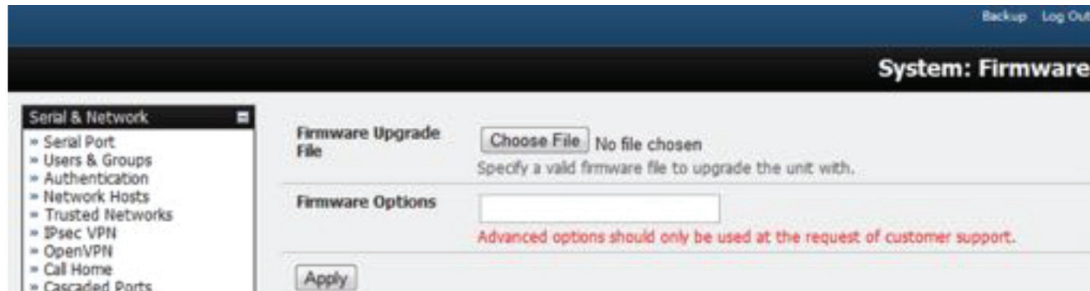 Backup Log Out
System: Firmware
Serial & Network
» Serial Port
» Users & Groups
» Authentication
» Network Hosts
» Trusted Networks
» IPsec VPN
» OpenVPN
» Call Home
» Cascaded Ports
Firmware Upgrade
File
Choose File No file chosen
Specify a valid firmware file to upgrade the unit with.
Firmware Options
Advanced options should only be used at the request of customer support.
Apply